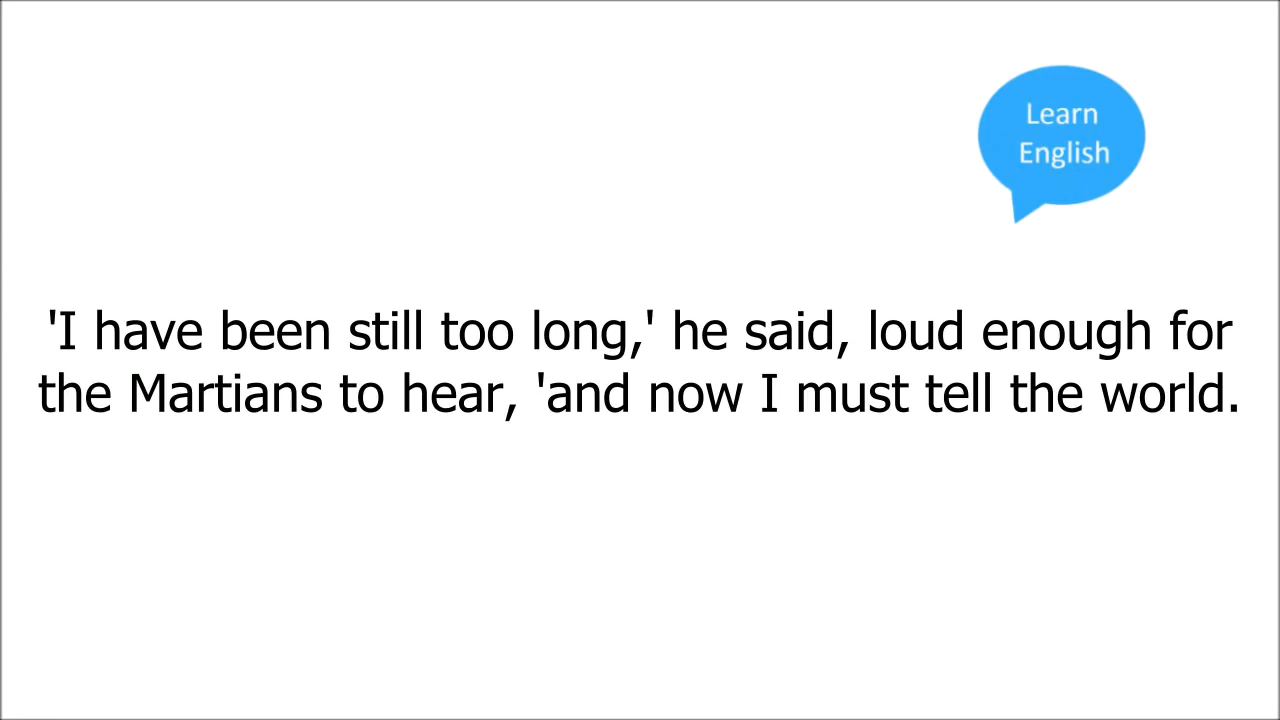 Learn
English
'I have been still too long,' he said, loud enough for
the Martians to hear, 'and now I must tell the world.